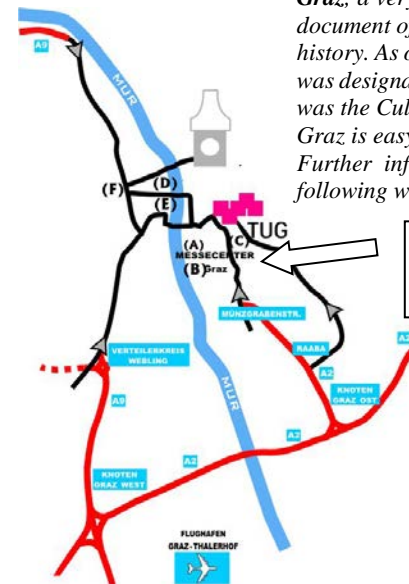 Graz, a very
document of
history. As o
was designa
was the Cul
Graz is easy
Further inf
following w
A9
MUR
(F)
(D)
(E)
TUG
(A)
(C)
MESSECENTER
(B) Graz
MÜNZGRABENSTR.
VERTEILERKREIS
WEBLING
RAABA
A2
A2
KNOTEN
GRAZ OST.
A9
MUR
A2
A2
KNOTEN
GRAZ WEST
FLUGHAFEN
GRAZ-THALERHOF